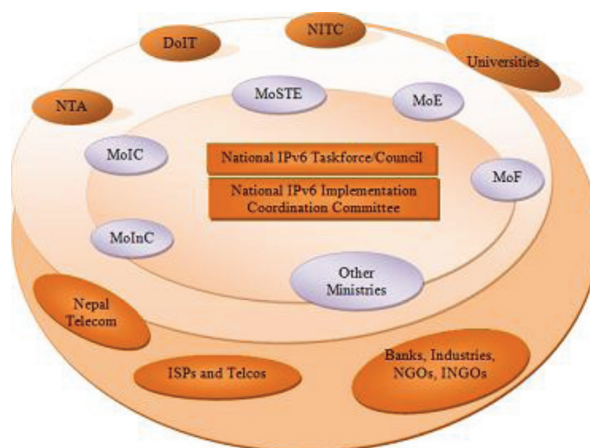 NITC
DoIT
Universities
MoSTE
MoE
NTA
MoIC
National IPv6 Taskforce/Council
MoF
National IPv6 Implementation
Coordination Committee
MoInC
Other
Ministries
Nepal
Telecom
Banks, Industries,
NGOs, INGOs
ISPs and Telcos